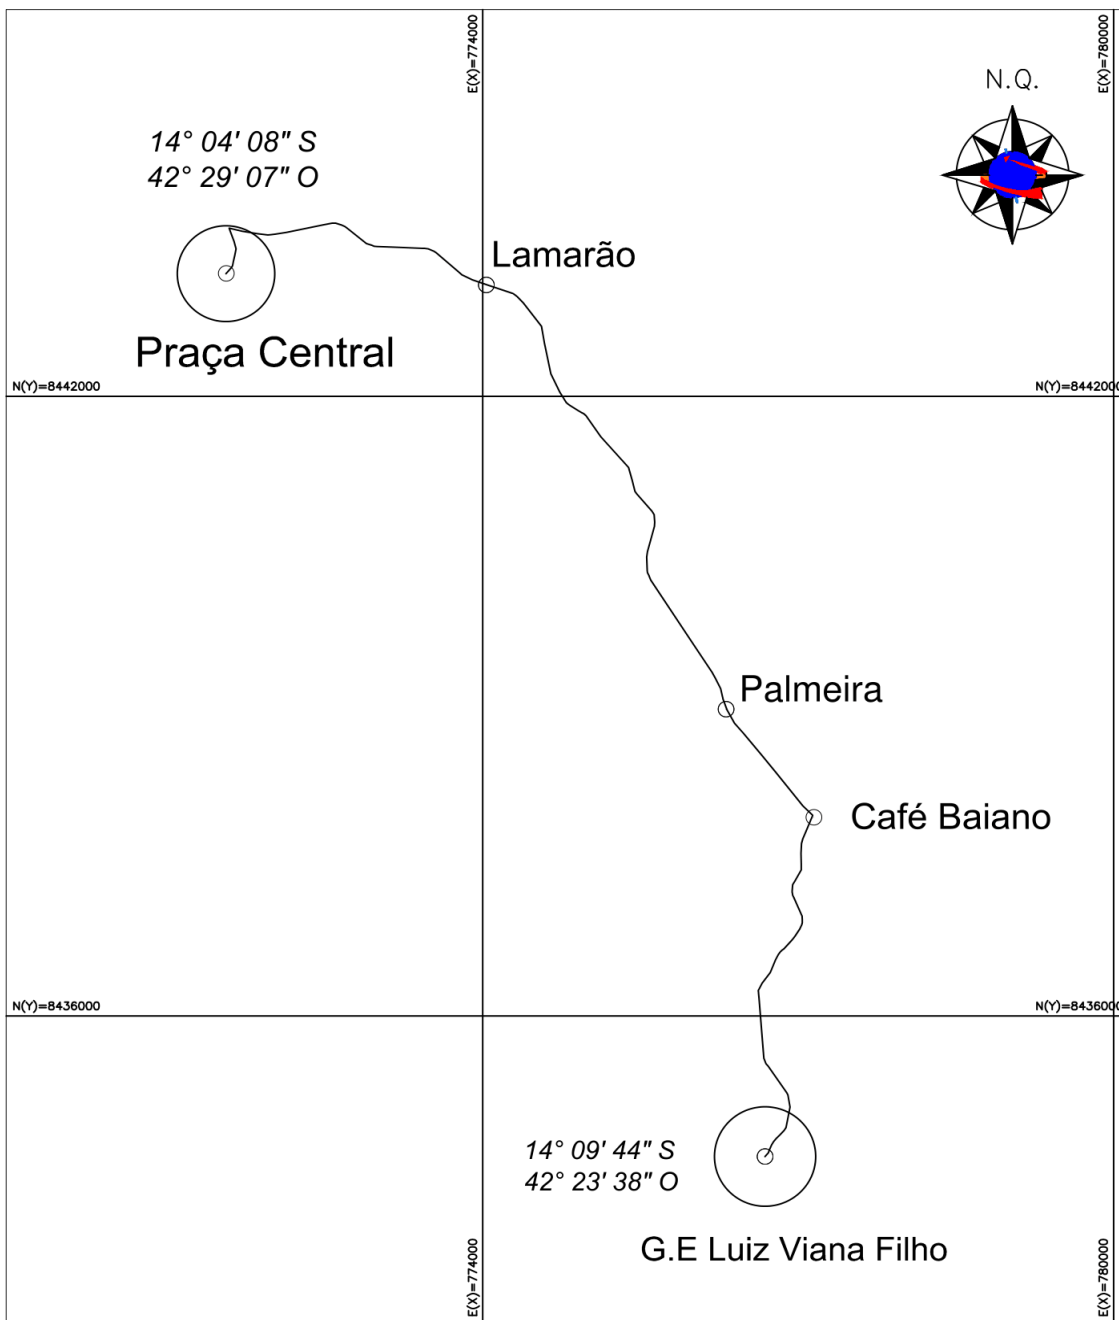 E(X)=774000
E(X)=780000
N.Q.
14° 04' 08" S
42° 29' 07" O
Lamarão
Praça Central
N(Y)=8442000
N(Y)=8442000
Palmeira
Café Baiano
N(Y)=8436000
N(Y)=8436000
14° 09' 44" S
42° 23' 38" O
G.E Luiz Viana Filho
E(X)=774000
E(X)=780000